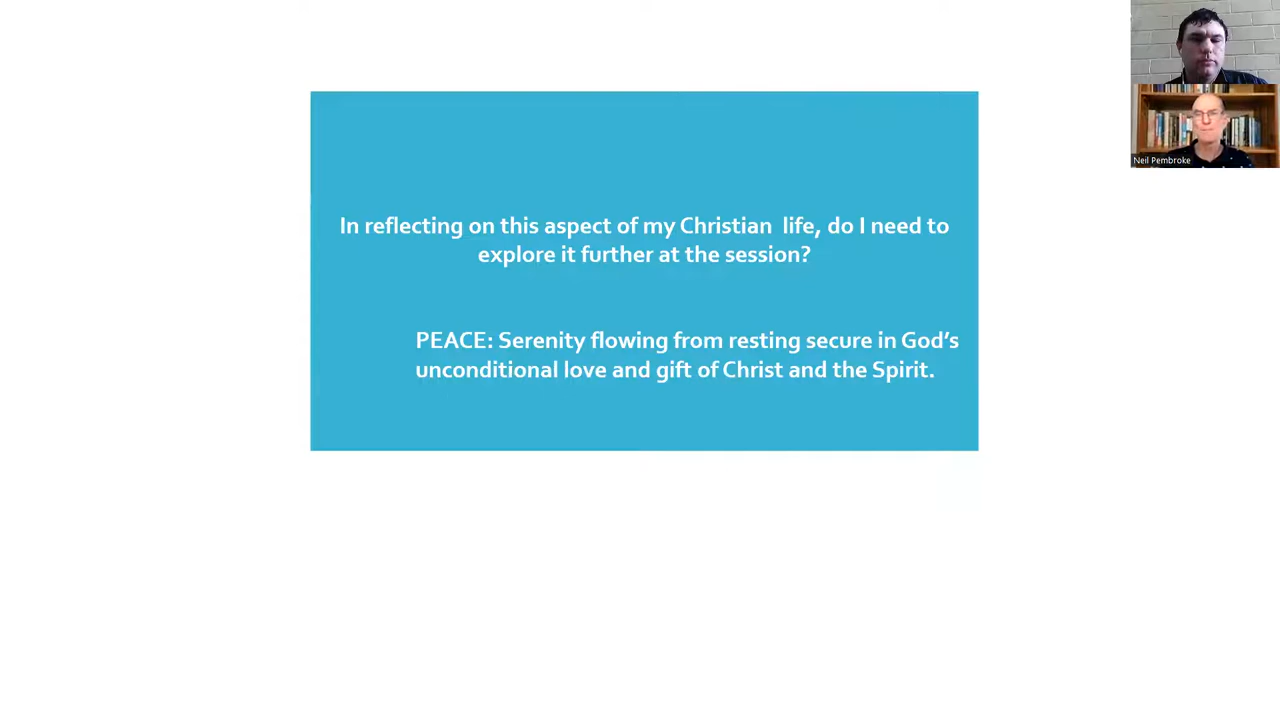 In reflecting on this aspect of my Christian life, do I need to
explore it further at the session?
PEACE: Serenity flowing from resting secure in God's
unconditional love and gift of Christ and the Spirit.
Neil Pembroke